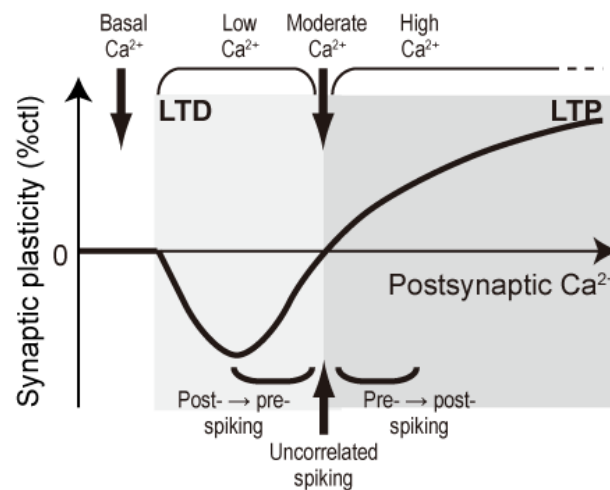 Basal
Ca²⁺
Low
Ca²⁺
Moderate
Ca²⁺
High
Ca²⁺
LTD
LTP
Synaptic plasticity (%ctl)
0
Postsynaptic Ca²⁺
Post- → pre-
spiking
Pre- → post-
spiking
Uncorrelated
spiking